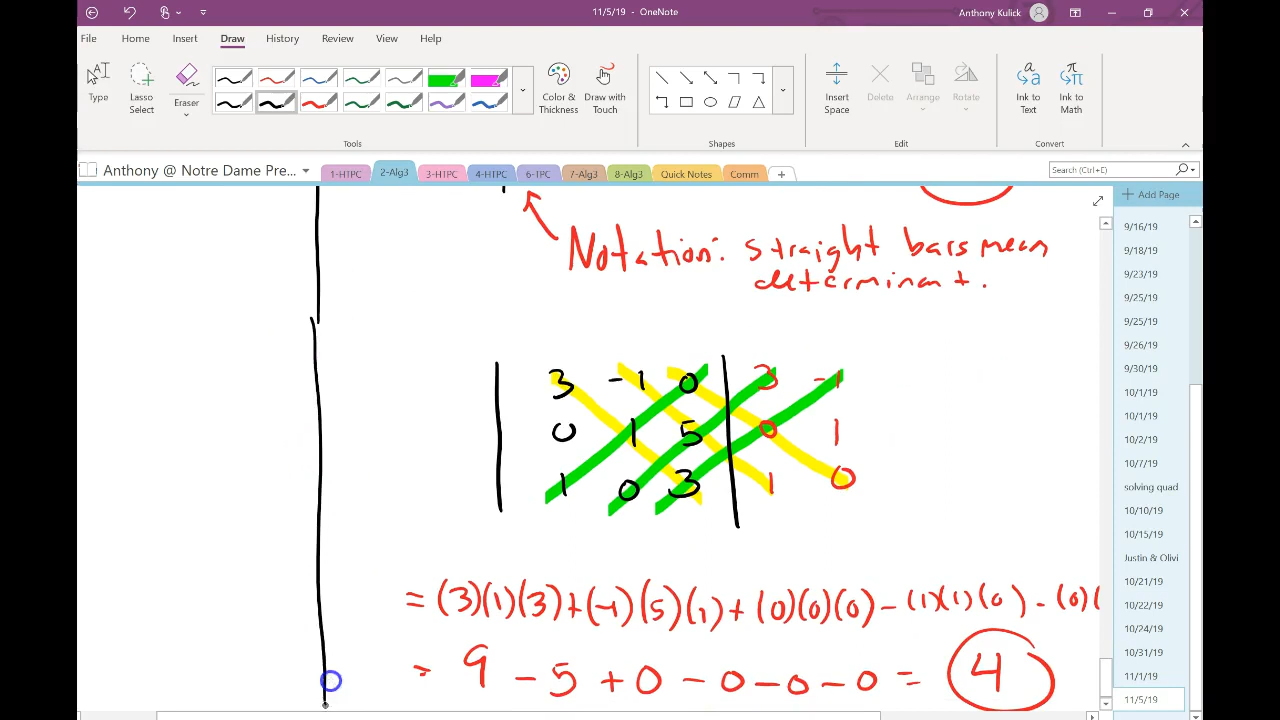 11/5/19 - OneNote
Anthony Kulick
File Home Insert Draw History Review View Help
Type
Lasso Select
Eraser
Color & Thickness
Draw with Touch
Insert Space
Delete
Arrange
Rotate
Ink to Text
Ink to Math
Tools
Shapes
Edit
Convert
Anthony @ Notre Dame Pre...
1-HTPC 2-Alg3 3-HTPC 4-HTPC 6-TPC 7-Alg3 8-Alg3 Quick Notes Comm
Search (Ctrl+E)
Add Page
9/16/19
9/18/19
9/23/19
9/25/19
9/25/19
9/26/19
9/30/19
10/1/19
10/1/19
10/2/19
10/7/19
solving quad
10/10/19
10/15/19
Justin & Olivi
10/21/19
10/22/19
10/24/19
10/31/19
11/1/19
11/5/19
Notation: straight bars mean
determinant.
3 -1 0 3 -1
0 1 5 0 1
1 0 3 1 0
= (3)(1)(3) + (-1)(5)(1) + (0)(0)(0) - (1)(1)(0) - (0)(
= 9 - 5 + 0 - 0 - 0 - 0 = 4